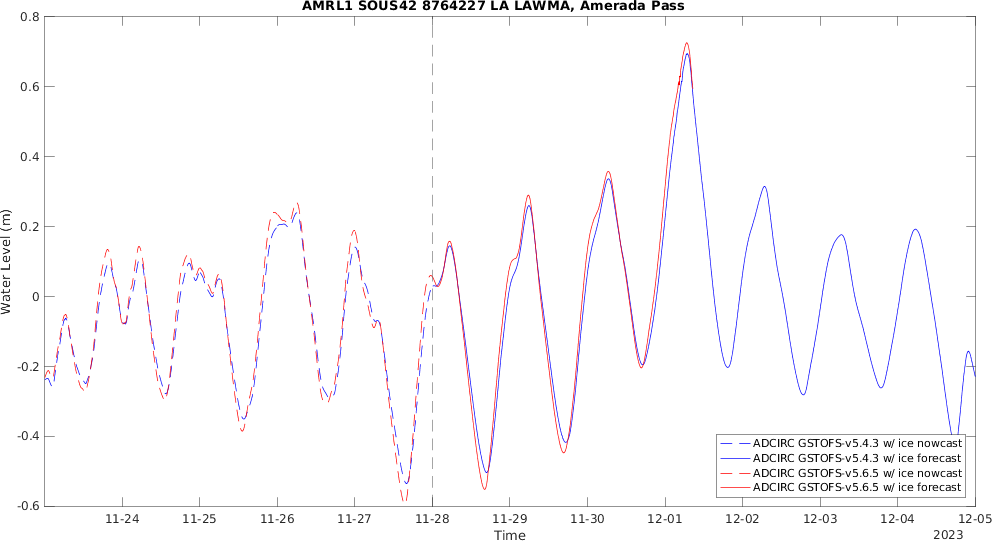 AMRL1 SOUS42 8764227 LA LAWMA, Amerada Pass
0.8
0.6
0.4
0.2
0
-0.2
-0.4
-0.6
Water Level (m)
ADCIRC GSTOFS-v5.4.3 w/ ice nowcast
ADCIRC GSTOFS-v5.4.3 w/ ice forecast
ADCIRC GSTOFS-v5.6.5 w/ ice nowcast
ADCIRC GSTOFS-v5.6.5 w/ ice forecast
11-24 11-25 11-26 11-27 11-28 11-29 11-30 12-01 12-02 12-03 12-04 12-05
Time
2023